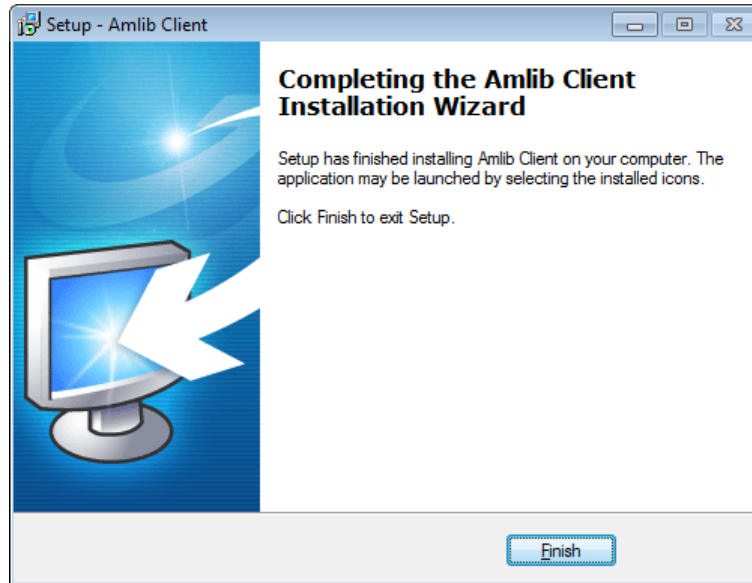 Setup - Amlib Client
Completing the Amlib Client
Installation Wizard
Setup has finished installing Amlib Client on your computer. The
application may be launched by selecting the installed icons.
Click Finish to exit Setup.
Finish